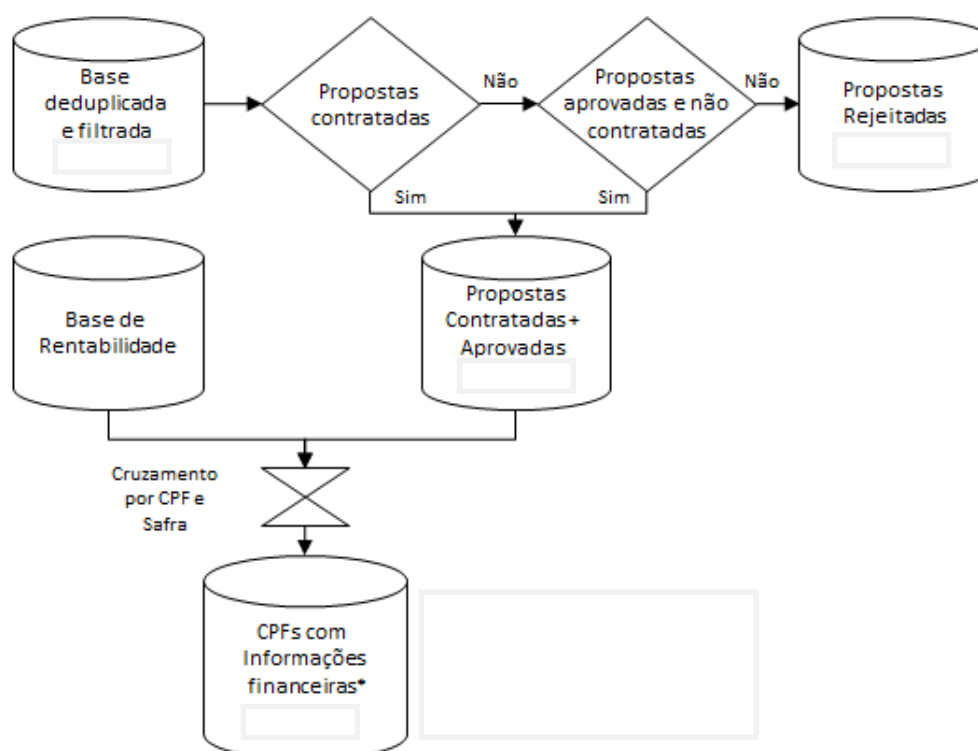 Base
deduplicada
e filtrada
Propostas
contratadas
Não
Propostas
aprovadas e não
contratadas
Não
Propostas
Rejeitadas
Sim
Sim
Base de
Rentabilidade
Propostas
Contratadas+
Aprovadas
Cruzamento
por CPF e
Safra
CPFs com
Informações
financeiras*